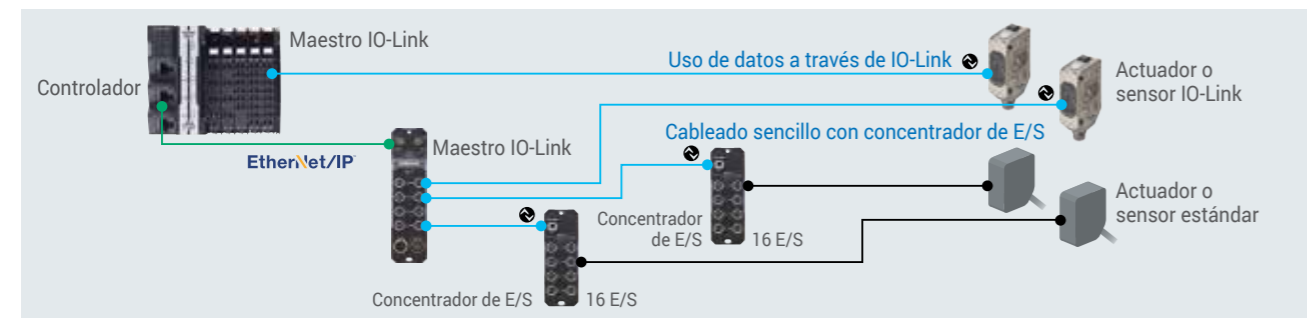 Maestro IO-Link
Controlador
Uso de datos a través de IO-Link
Actuador o
sensor IO-Link
Cableado sencillo con concentrador de E/S
EtherNet/IP
Maestro IO-Link
Actuador o
sensor estándar
Concentrador
de E/S
16 E/S
Concentrador de E/S
16 E/S